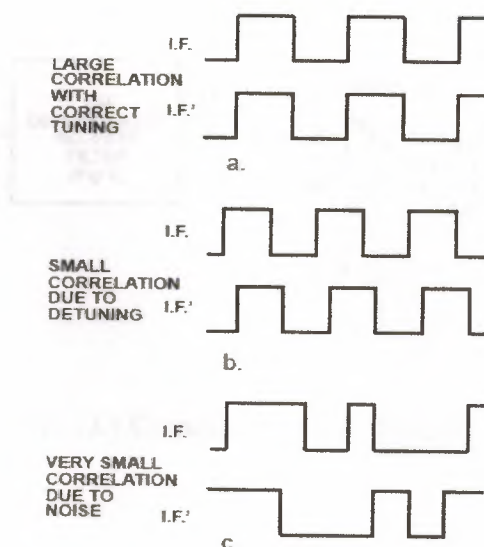 I.F.
LARGE
CORRELATION
WITH
CORRECT
TUNING
I.F.'
a.
I.F.
SMALL
CORRELATION
DUE TO
DETUNING
I.F.'
b.
I.F.
VERY SMALL
CORRELATION
DUE TO
NOISE
I.F.'
c